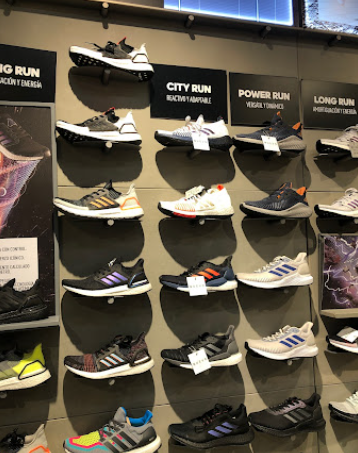 NG RUN
ACIÓN Y ENERGÍA
CITY RUN
REACTIVO Y ADAPTABLE
POWER RUN
VERSÁTIL Y DINÁMICO
LONG RUN
AMORTIGUACIÓN Y ENERGÍA